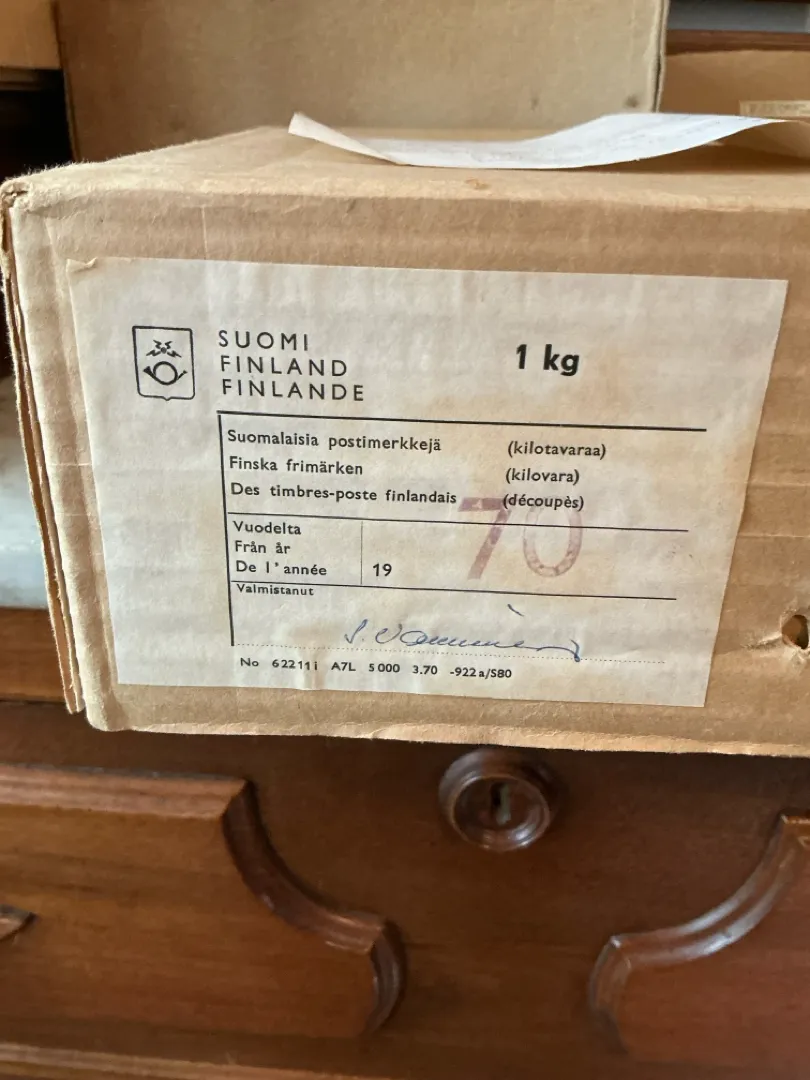 SUOMI
FINLAND
FINLANDE
1 kg
Suomalaisia postimerkkejä (kilotavaraa)
Finska frimärken (kilovara)
Des timbres-poste finlandais (découpès)
Vuodelta
Från år
De l'année 19 70
Valmistanut
No 62211i A7L 5000 3.70 -922a/S80